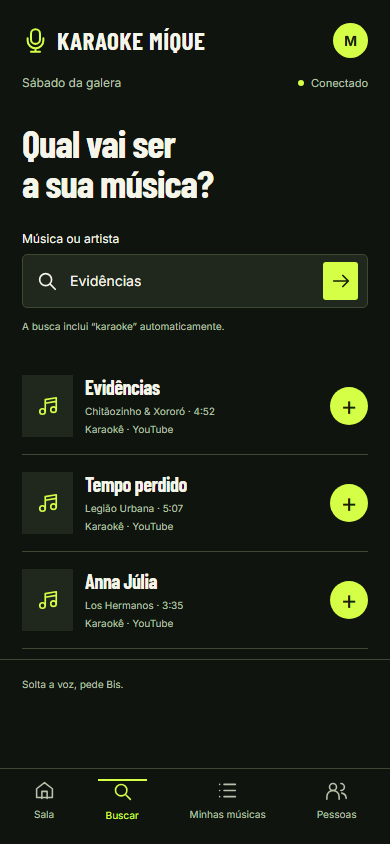 KARAOKE MÍQUE
M
Sábado da galera
Conectado
Qual vai ser
a sua música?
Música ou artista
Evidências
A busca inclui “karaoke” automaticamente.
Evidências
Chitãozinho & Xororó · 4:52
Karaokê · YouTube
Tempo perdido
Legião Urbana · 5:07
Karaokê · YouTube
Anna Júlia
Los Hermanos · 3:35
Karaokê · YouTube
Solta a voz, pede Bis.
Sala
Buscar
Minhas músicas
Pessoas